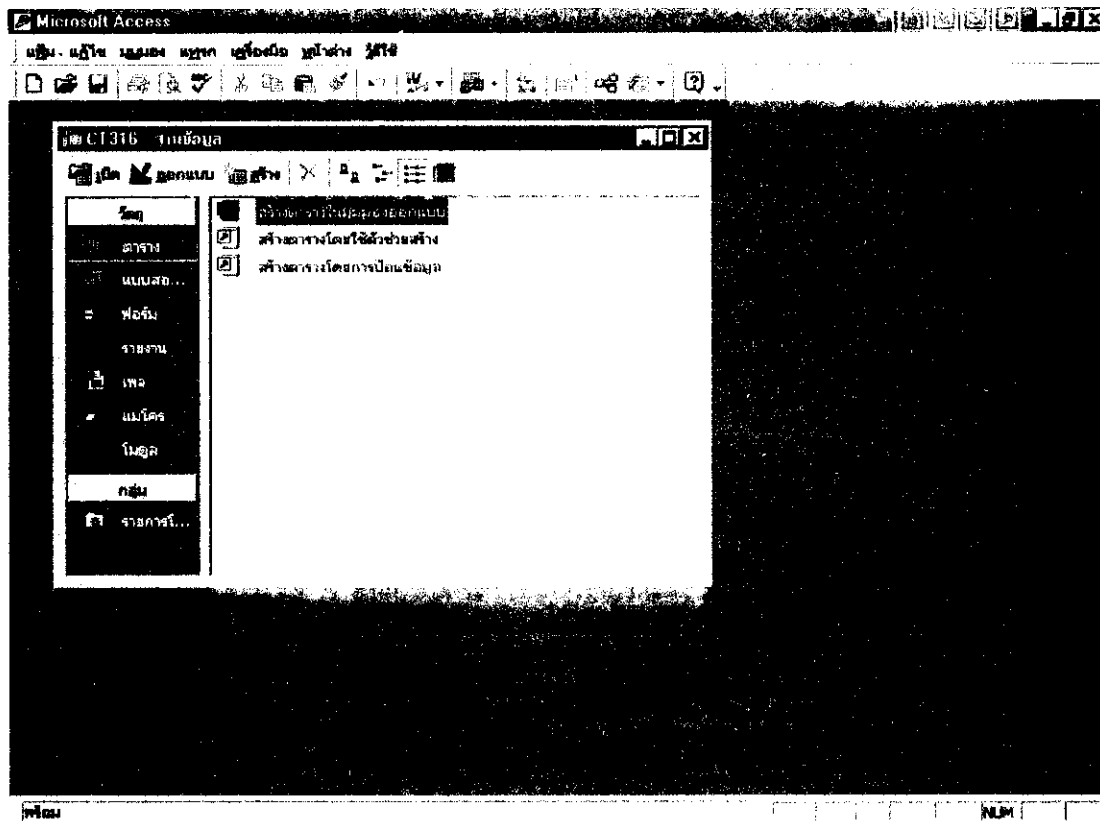 Microsoft Access
แฟ้ม แก้ไข มุมมอง แทรก เครื่องมือ หน้าต่าง วิธีใช้
CT316 ฐานข้อมูล
เปิด ออกแบบ สร้าง
วัตถุ
ตาราง
แบบสอ...
ฟอร์ม
รายงาน
เพจ
แมโคร
โมดูล
กลุ่ม
รายการโ...
สร้างตารางในมุมมองออกแบบ
สร้างตารางโดยใช้ตัวช่วยสร้าง
สร้างตารางโดยการป้อนข้อมูล
พร้อม
NUM